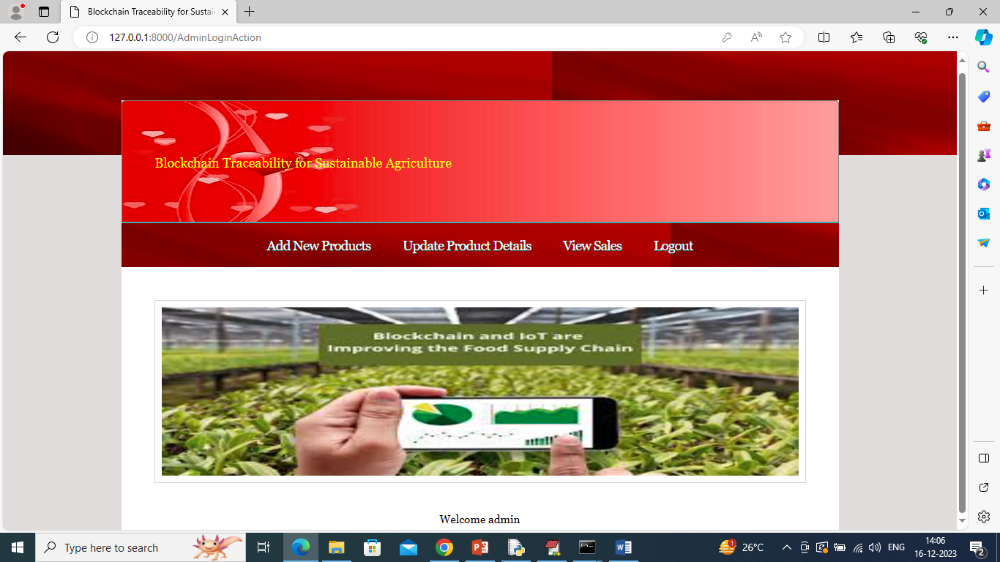 Blockchain Traceability for Sustai
127.0.0.1:8000/AdminLoginAction
Blockchain Traceability for Sustainable Agriculture
Add New Products Update Product Details View Sales Logout
Blockchain and IoT are
Improving the Food Supply Chain
Welcome admin
Type here to search
1
26°C
ENG
14:06
16-12-2023
2